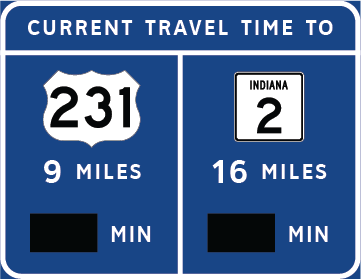 CURRENT TRAVEL TIME TO
231
9 MILES
MIN
INDIANA
2
16 MILES
MIN